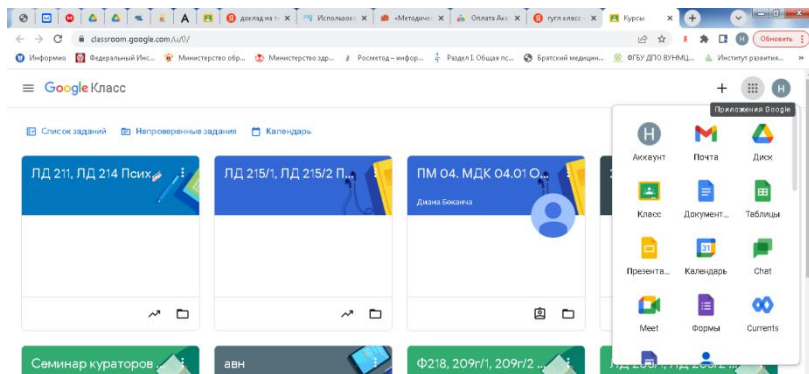 доклад на т
Использова
«Методичес
Оплата Ак
гугл класс -
Курсы
classroom.google.com/u/0/
Обновить
Информио
Федеральный Инс...
Министерство обр...
Министерство здр...
Росметод – инфор...
Раздел I. Общая пс...
Братский медицин...
ФГБУ ДПО ВУНМЦ...
Институт развития...
Google Класс
Н
Приложения Google
Список заданий
Непроверенные задания
Календарь
ЛД 211, ЛД 214 Псих...
ЛД 215/1, ЛД 215/2 П...
ПМ 04. МДК 04.01 О...
Диана Боканча
Н
Аккаунт Почта Диск
Класс Документ... Таблицы
31
Презента... Календарь Chat
Meet Формы Currents
Семинар кураторов
авн
Ф218, 209г/1, 209г/2 ...